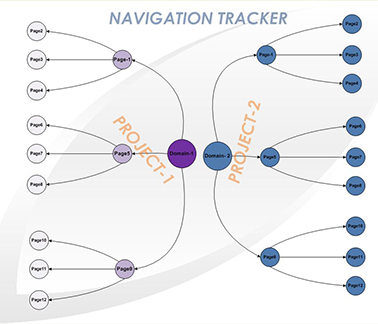 NAVIGATION TRACKER
PROJECT-1
Domain-1
Page-1
Page2
Page3
Page4
Page5
Page6
Page7
Page8
Page9
Page10
Page11
Page12
PROJECT-2
Domain- 2
Page-1
Page2
Page3
Page4
Page5
Page6
Page7
Page8
Page9
Page10
Page11
Page12